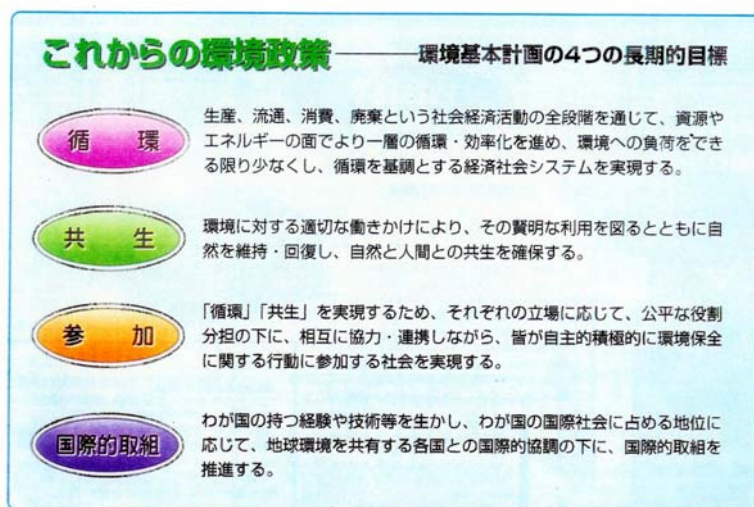 これからの環境政策────環境基本計画の4つの長期的目標
循環
生産、流通、消費、廃棄という社会経済活動の全段階を通じて、資源や
エネルギーの面でより一層の循環・効率化を進め、環境への負荷をでき
る限り少なくし、循環を基調とする経済社会システムを実現する。
共生
環境に対する適切な働きかけにより、その賢明な利用を図るとともに自
然を維持・回復し、自然と人間との共生を確保する。
参加
「循環」「共生」を実現するため、それぞれの立場に応じて、公平な役割
分担の下に、相互に協力・連携しながら、皆が自主的積極的に環境保全
に関する行動に参加する社会を実現する。
国際的取組
わが国の持つ経験や技術等を生かし、わが国の国際社会に占める地位に
応じて、地球環境を共有する各国との国際的協調の下に、国際的取組を
推進する。